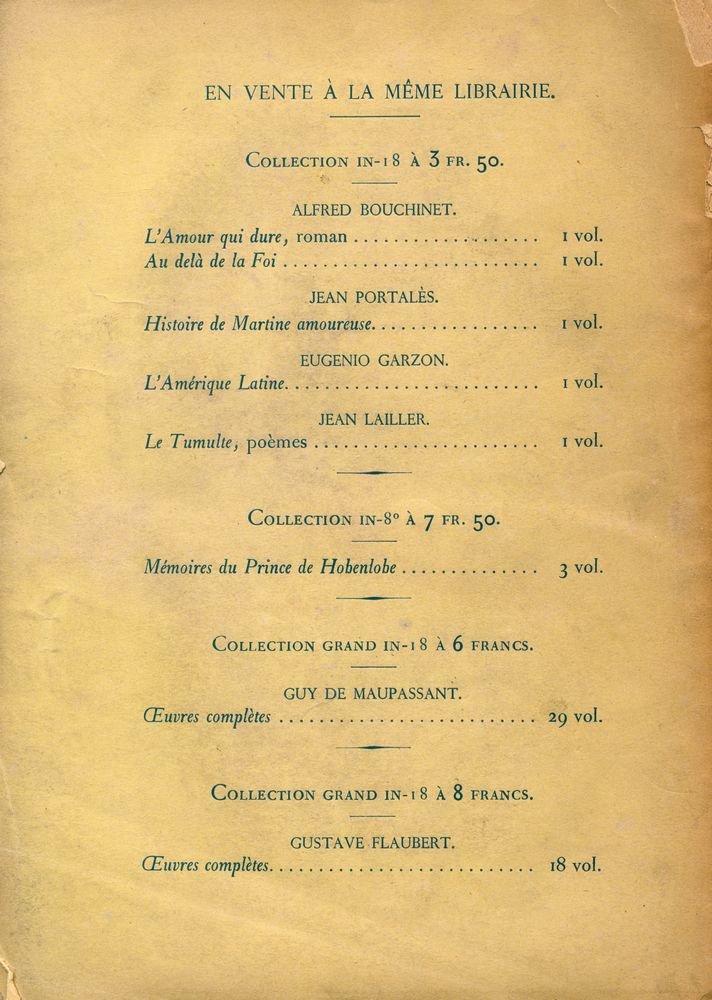 EN VENTE À LA MÊME LIBRAIRIE.
COLLECTION IN-18 À 3 FR. 50.
ALFRED BOUCHINET.
L'Amour qui dure, roman ................... 1 vol.
Au delà de la Foi .......................... 1 vol.
JEAN PORTALÈS.
Histoire de Martine amoureuse................. 1 vol.
EUGENIO GARZON.
L'Amérique Latine.......................... 1 vol.
JEAN LAILLER.
Le Tumulte, poèmes ....................... 1 vol.
COLLECTION IN-8° À 7 FR. 50.
Mémoires du Prince de Hohenlohe .............. 3 vol.
COLLECTION GRAND IN-18 À 6 FRANCS.
GUY DE MAUPASSANT.
Œuvres complètes .......................... 29 vol.
COLLECTION GRAND IN-18 À 8 FRANCS.
GUSTAVE FLAUBERT.
Œuvres complètes........................... 18 vol.